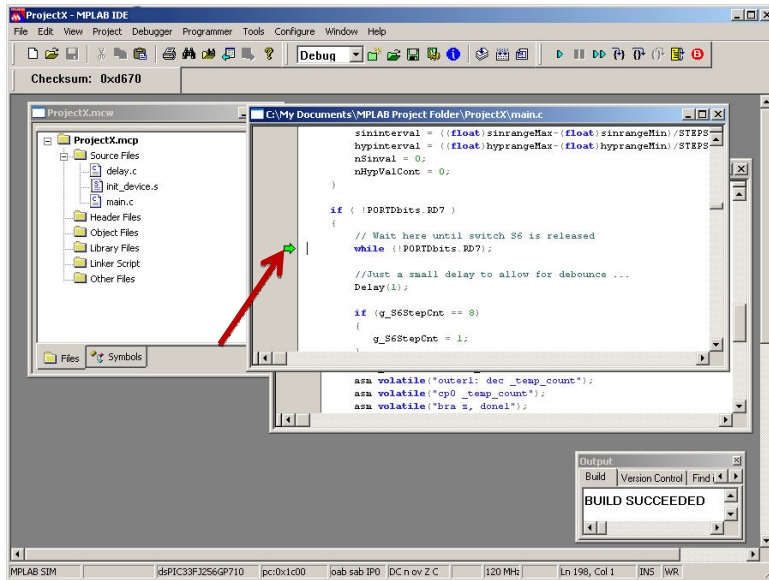 ProjectX - MPLAB IDE
File Edit View Project Debugger Programmer Tools Configure Window Help
Debug
Checksum: 0xd670
ProjectX.mcw
ProjectX.mcp
Source Files
delay.c
init_device.s
main.c
Header Files
Object Files
Library Files
Linker Script
Other Files
Files Symbols
C:\My Documents\MPLAB Project Folder\ProjectX\main.c
sininterval = ((float)sinrangeMax-(float)sinrangeMin)/STEPS
hypinterval = ((float)hyprangeMax-(float)hyprangeMin)/STEPS
nSinval = 0;
nHypValCont = 0;
}
if ( !PORTDbits.RD7 )
{
// Wait here until switch S6 is released
while (!PORTDbits.RD7);
//Just a small delay to allow for debounce ...
Delay(1);
if (g_S6StepCnt == 8)
{
g_S6StepCnt = 1;
asm volatile("outer1: dec _temp_count");
asm volatile("cp0 _temp_count");
asm volatile("bra z, done1");
Output
Build Version Control Find i
BUILD SUCCEEDED
MPLAB SIM dsPIC33FJ256GP710 pc:0x1c00 oab sab IP0 DC n ov Z C 120 MHz Ln 198, Col 1 INS WR